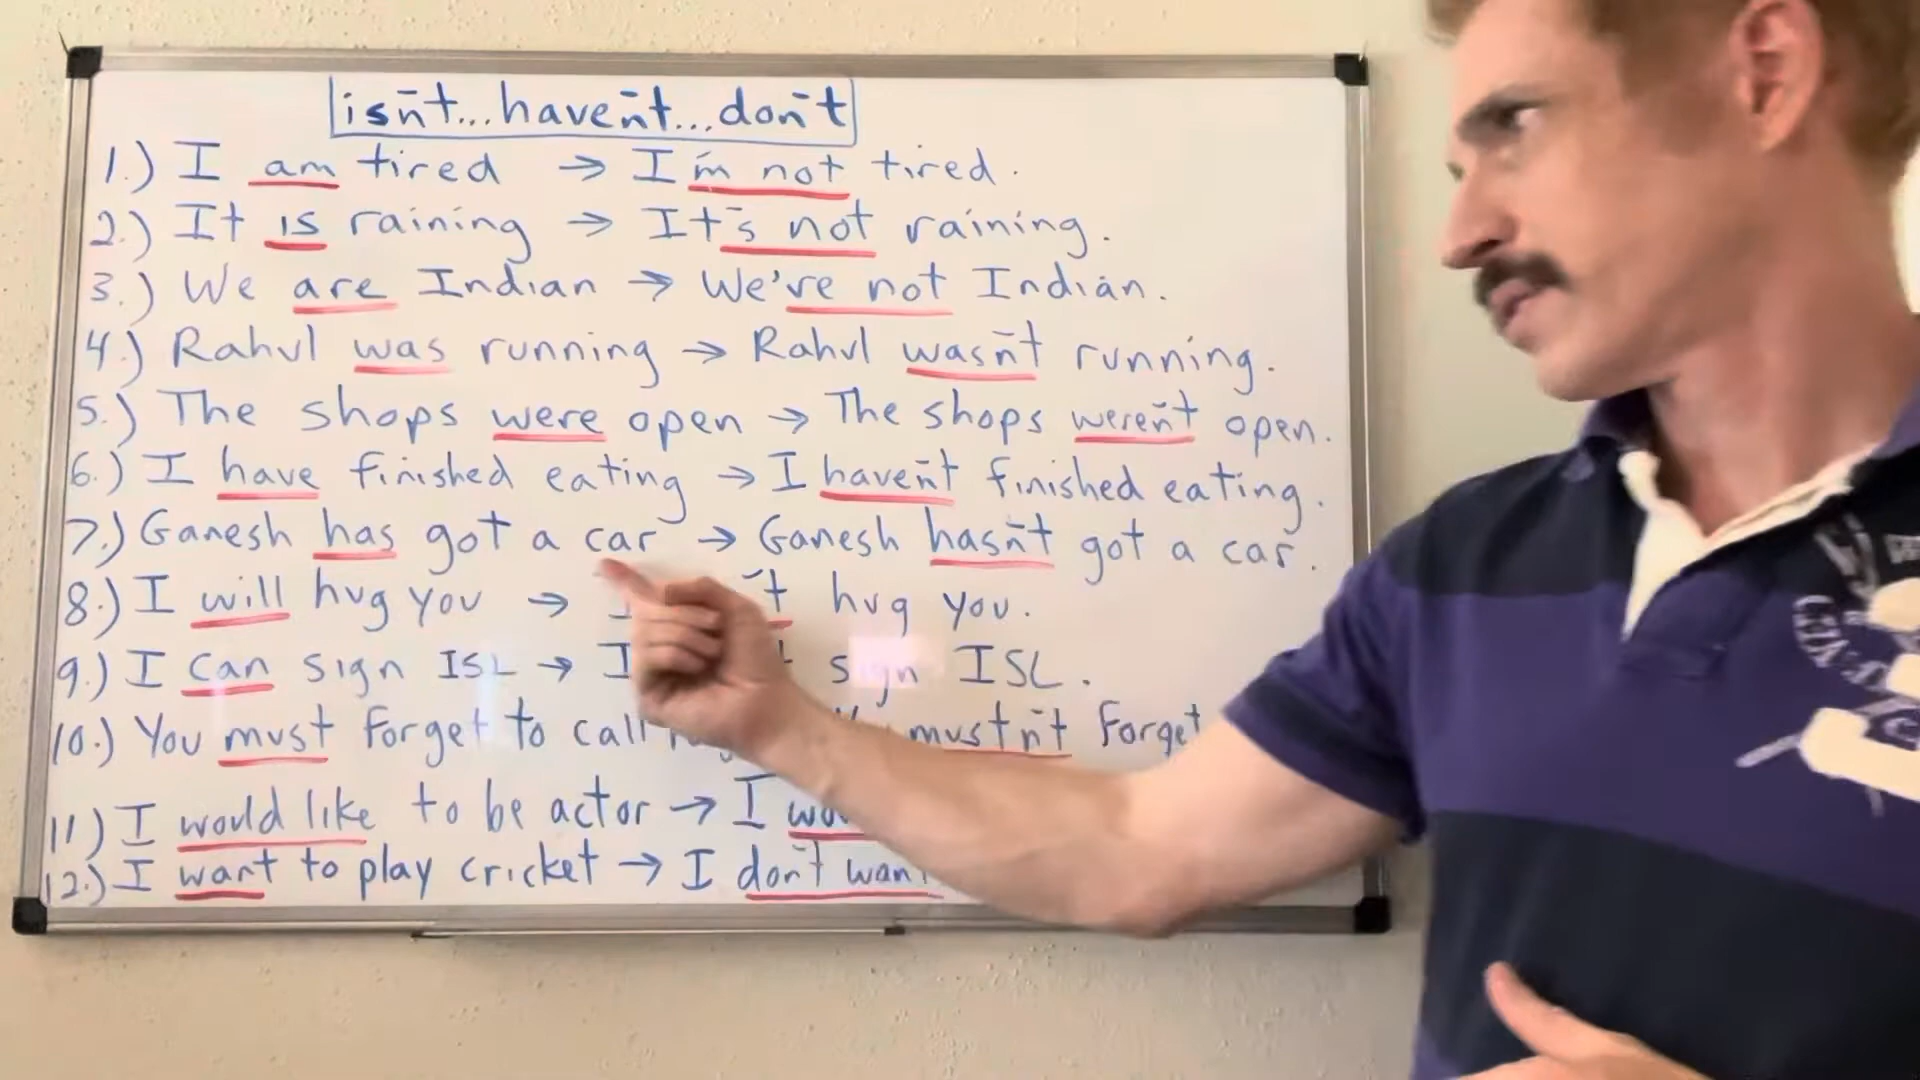 isn't...haven't...don't
1.) I am tired → I'm not tired.
2.) It is raining → It's not raining.
3.) We are Indian → We're not Indian.
4.) Rahul was running → Rahul wasn't running.
5.) The shops were open → The shops weren't open.
6.) I have finished eating → I haven't finished eating.
7.) Ganesh has got a car → Ganesh hasn't got a car.
8.) I will hug you → I hug you.
9.) I can sign ISL → I sign ISL.
10.) You must forget to call mustn't forget
11) I would like to be actor → I
12.) I want to play cricket → I don't want